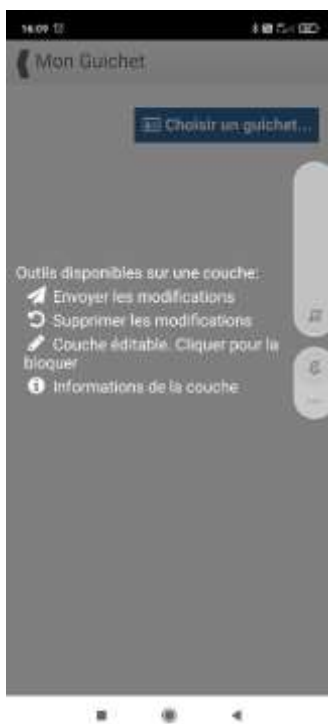 16:09
Mon Guichet
Choisir un guichet...
Outils disponibles sur une couche:
Envoyer les modifications
Supprimer les modifications
Couche éditable. Cliquer pour la
bloquer
Informations de la couche